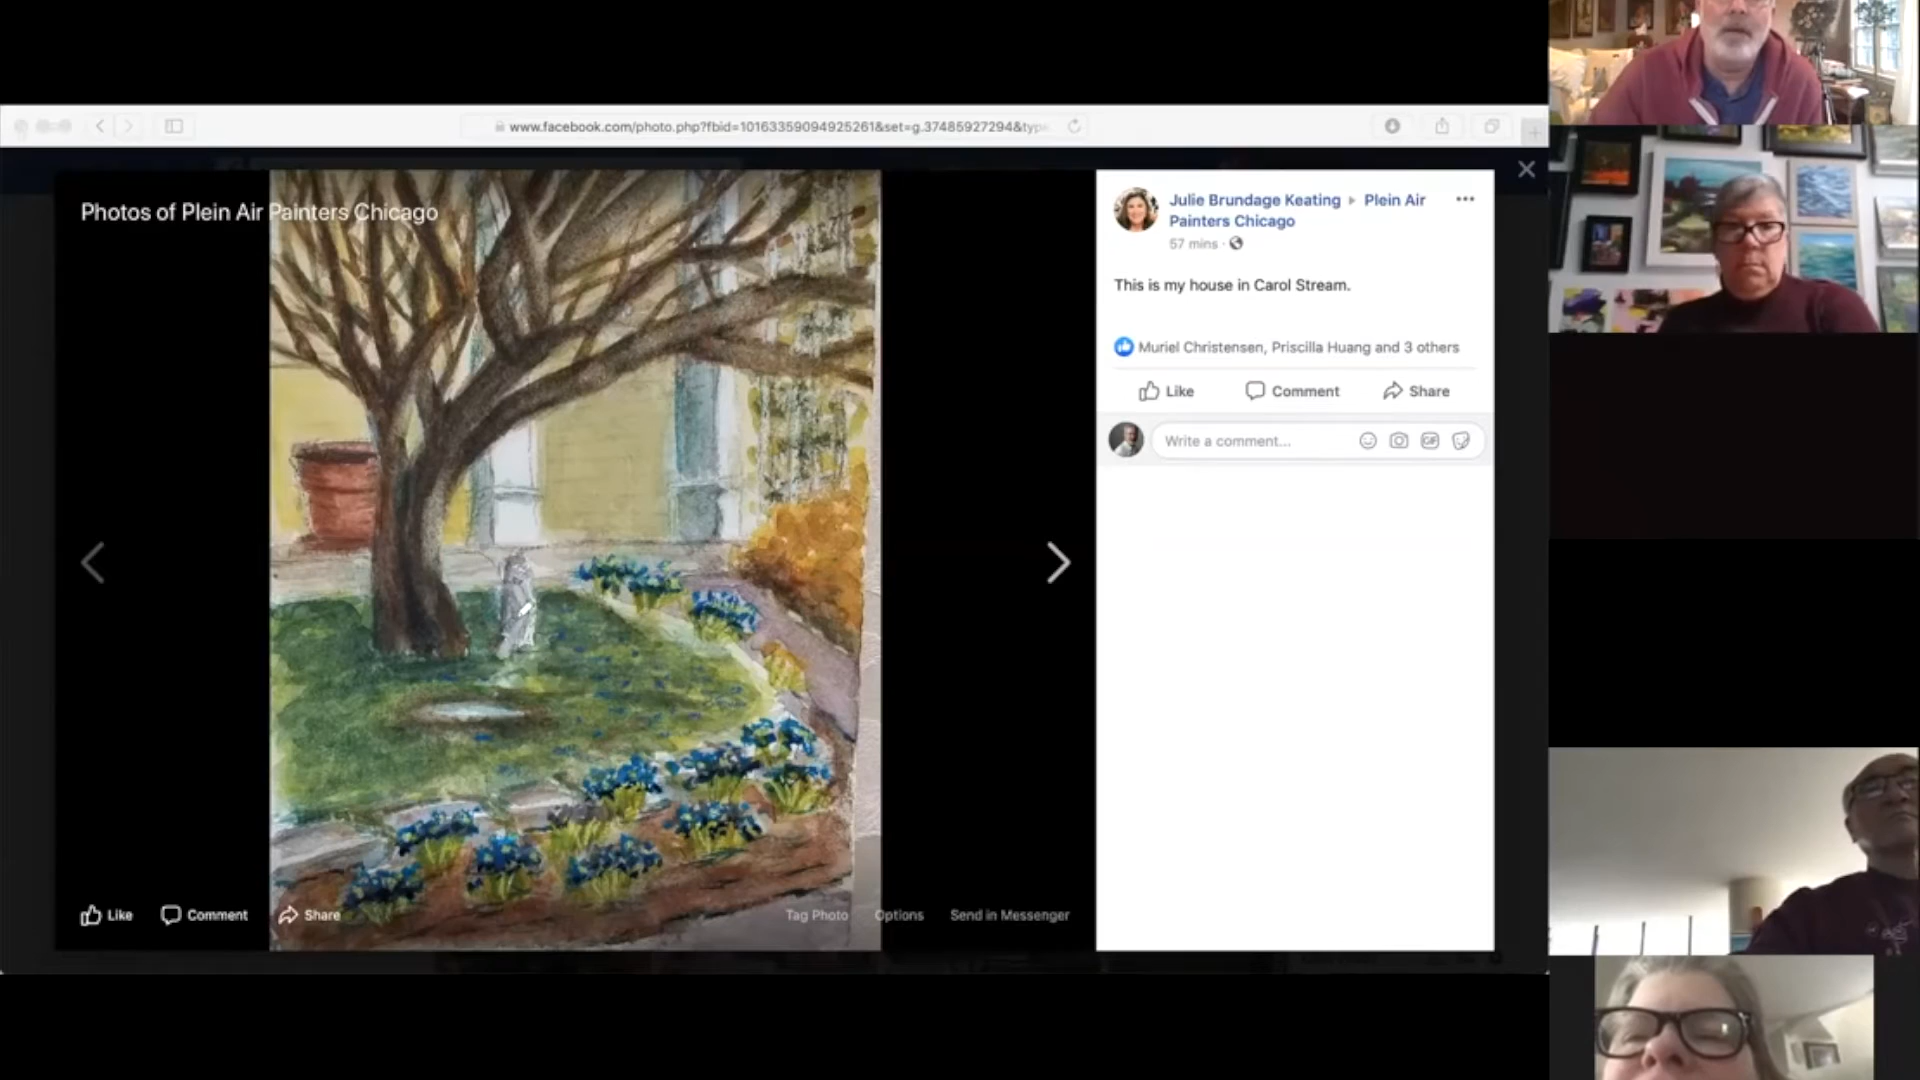 www.facebook.com/photo.php?fbid=10163359094925261&set=g.37485927294&type
Photos of Plein Air Painters Chicago
Julie Brundage Keating ▸ Plein Air
Painters Chicago
57 mins ·
This is my house in Carol Stream.
Muriel Christensen, Priscilla Huang and 3 others
Like Comment Share
Write a comment...
GIF
Like Comment Share
Tag Photo Options Send in Messenger